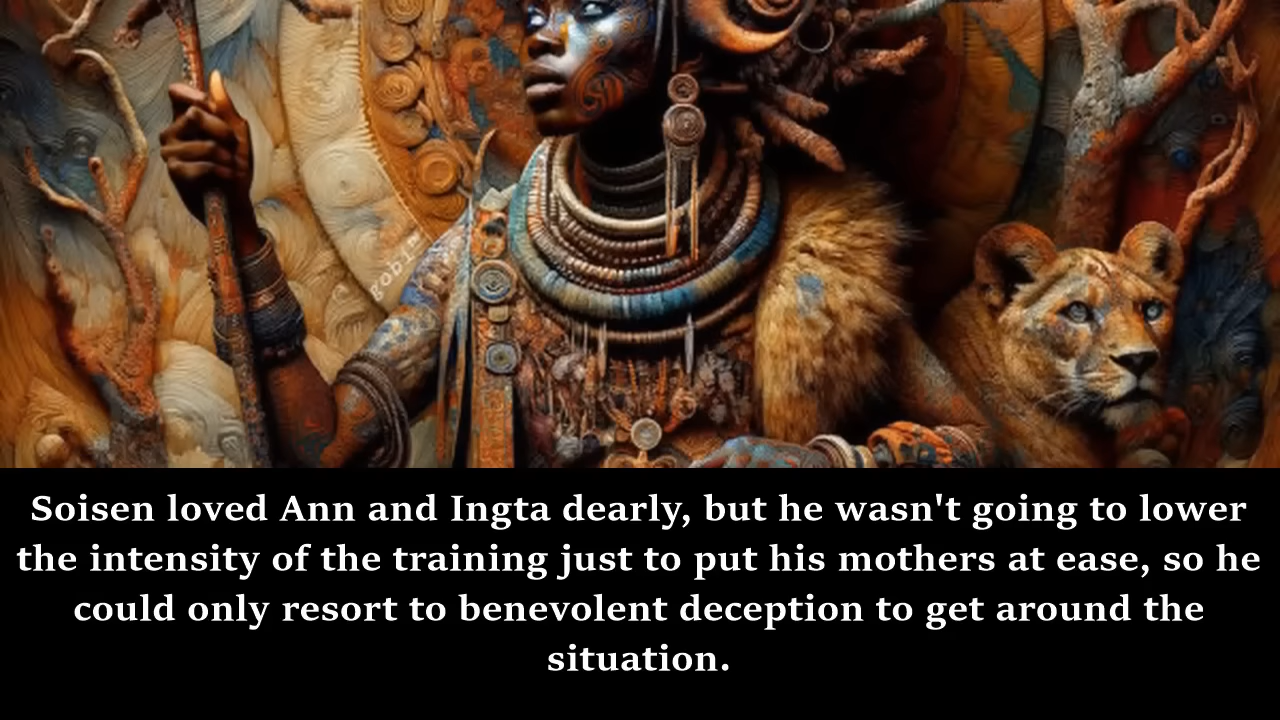 gobi
Soisen loved Ann and Ingta dearly, but he wasn't going to lower
the intensity of the training just to put his mothers at ease, so he
could only resort to benevolent deception to get around the
situation.